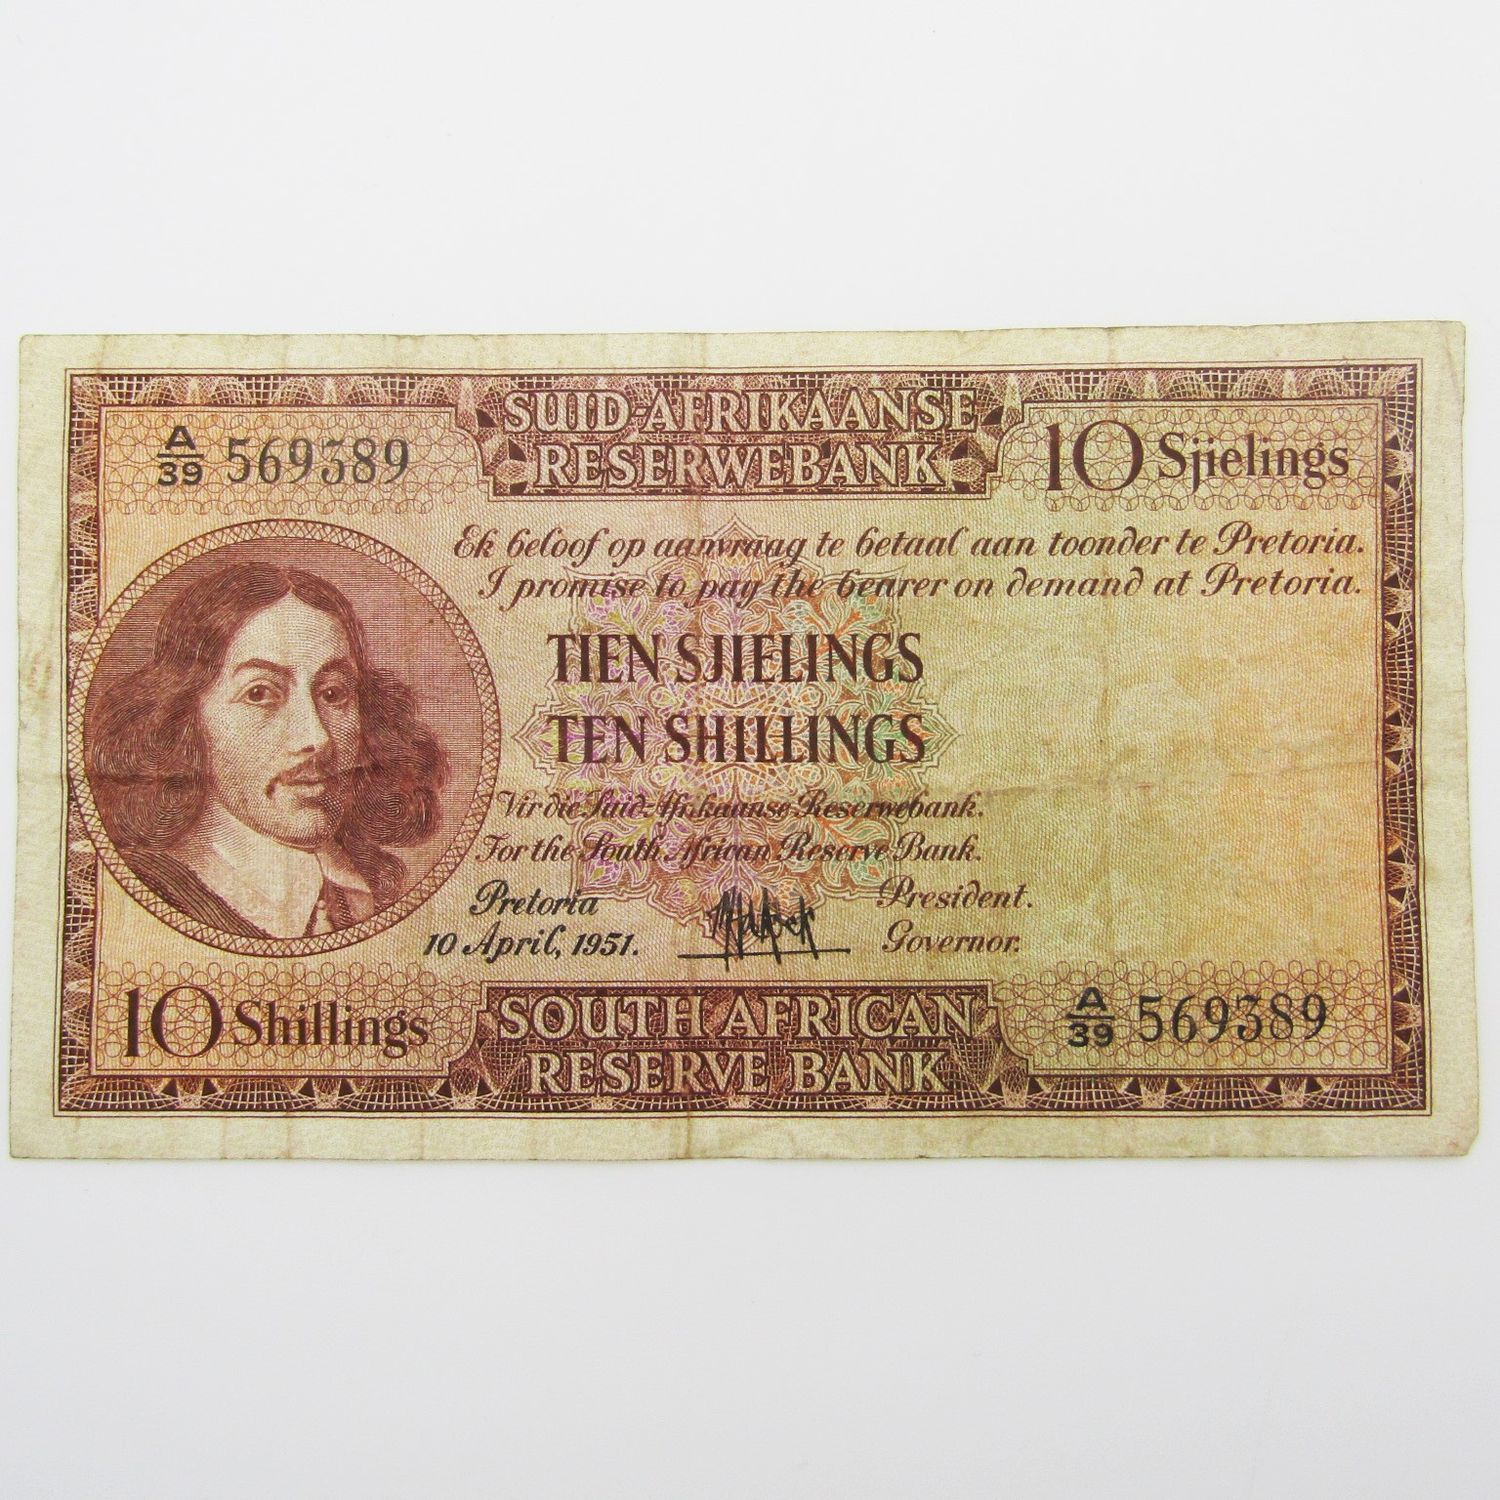 A/39 569389
SUID-AFRIKAANSE
RESERWEBANK
10 Sjielings
Ek beloof op aanvraag te betaal aan toonder te Pretoria.
I promise to pay the bearer on demand at Pretoria.
TIEN SJIELINGS
TEN SHILLINGS
Vir die Suid-Afrikaanse Reserwebank.
For the South African Reserve Bank.
Pretoria
10 April, 1951.
President.
Governor.
10 Shillings
SOUTH AFRICAN
RESERVE BANK
A/39 569389